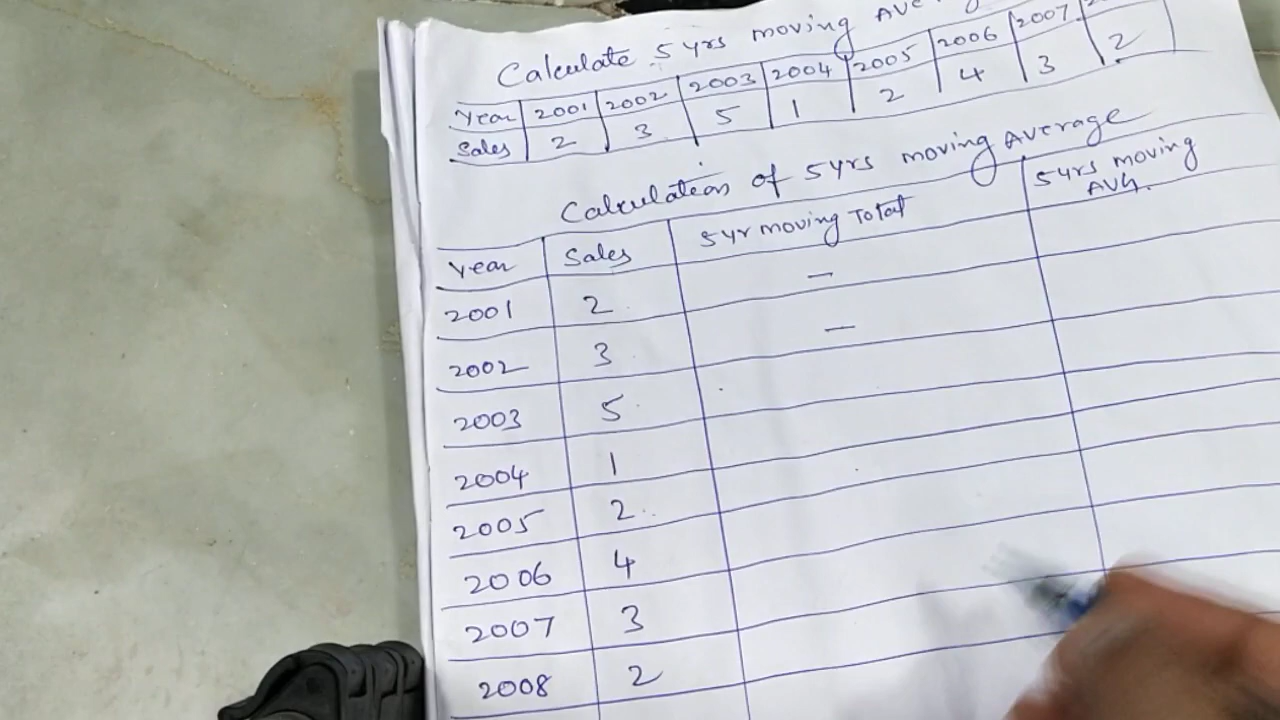 Calculate 5 yrs moving
Year 2001 2002 2003 2004 2005 2006 2007
Sales 2 3 5 1 2 4 3 2
Calculation of 5 yrs moving Average
Year Sales 5 yr moving Total 5 yrs moving AVG.
2001 2 —
2002 3 —
2003 5
2004 1
2005 2
2006 4
2007 3
2008 2